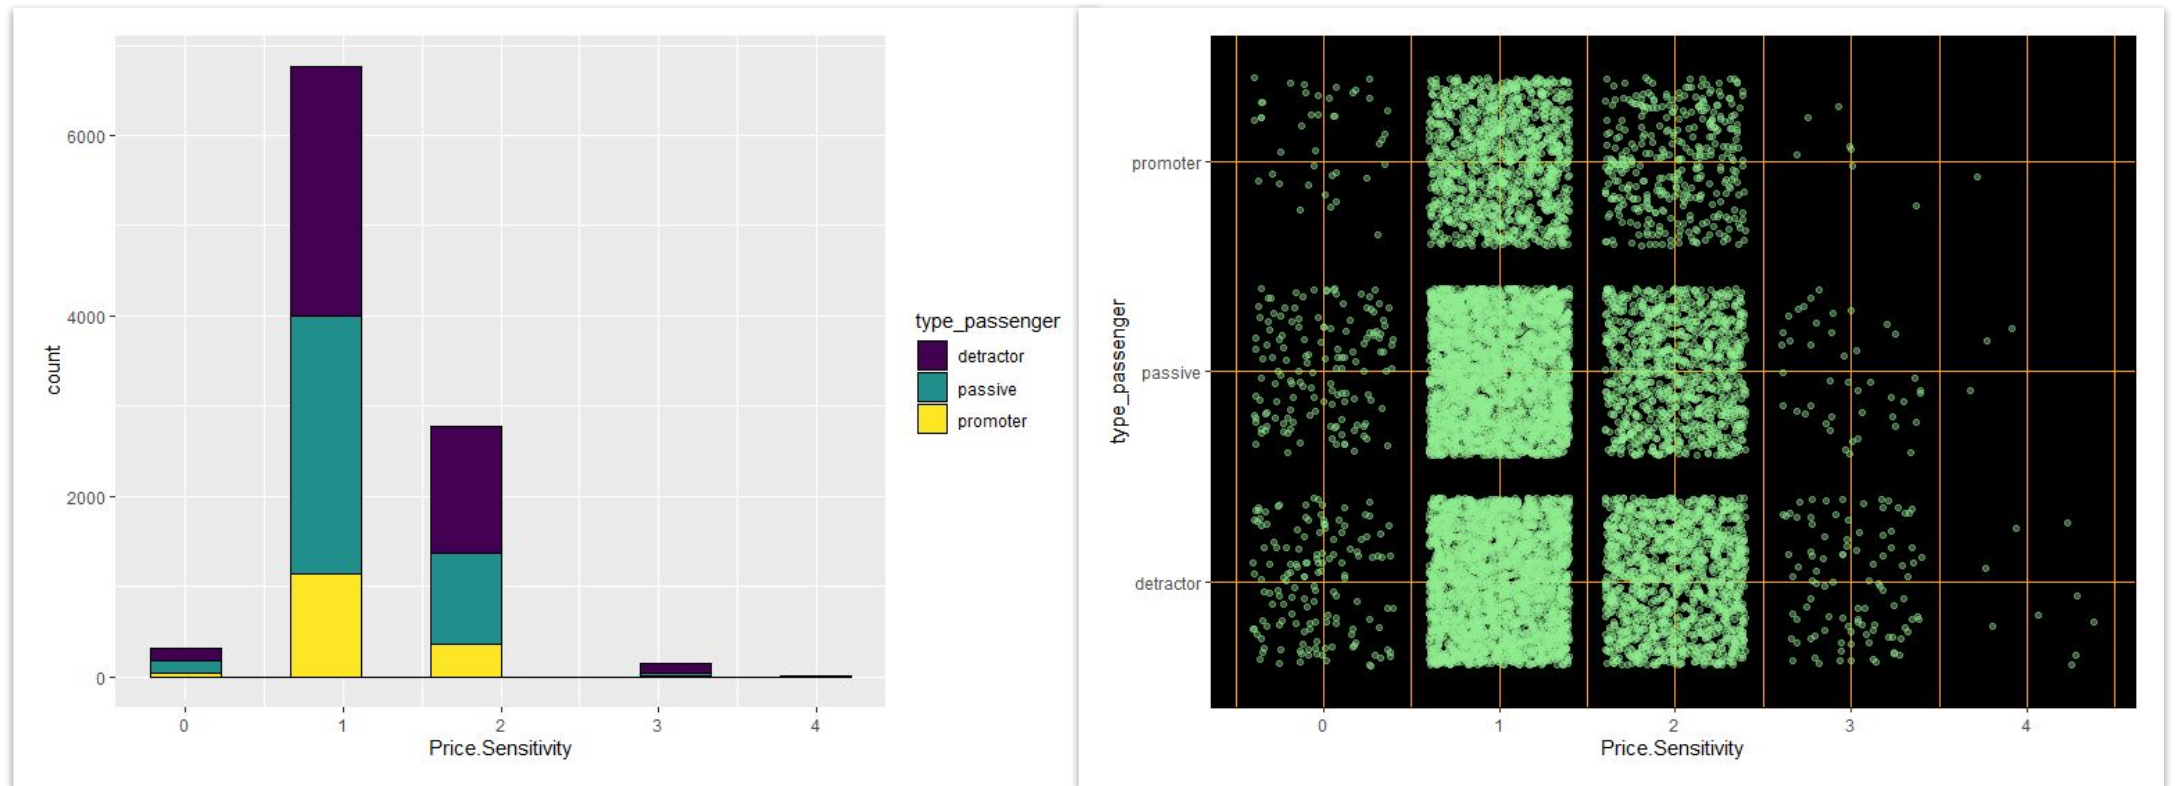 6000
4000
2000
0
count
0 1 2 3 4
Price.Sensitivity
type_passenger
detractor
passive
promoter
promoter
passive
detractor
type_passenger
0 1 2 3 4
Price.Sensitivity